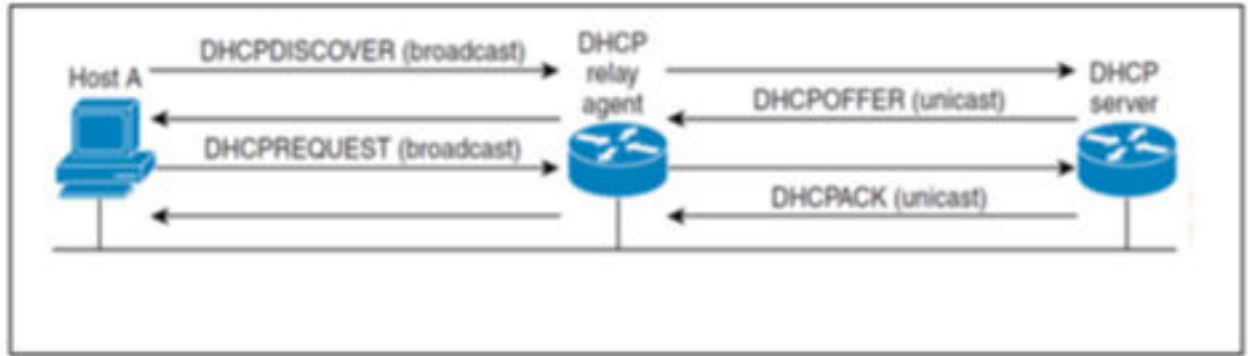 DHCPDISCOVER (broadcast)
DHCP
relay
agent
Host A
DHCP
server
DHCPOFFER (unicast)
DHCPREQUEST (broadcast)
DHCPACK (unicast)